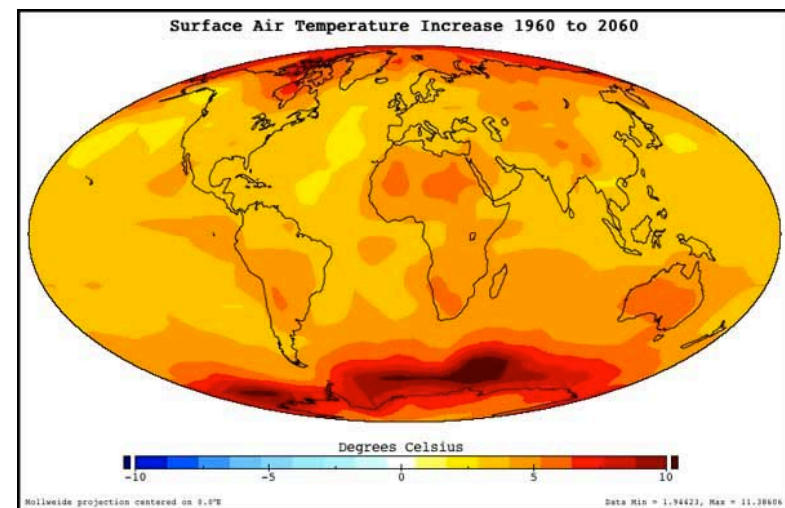 Surface Air Temperature Increase 1960 to 2060
Degrees Celsius
-10 -5 0 5 10
Mollweide projection centered on 0.0°E
Data Min = 1.94423, Max = 11.38606